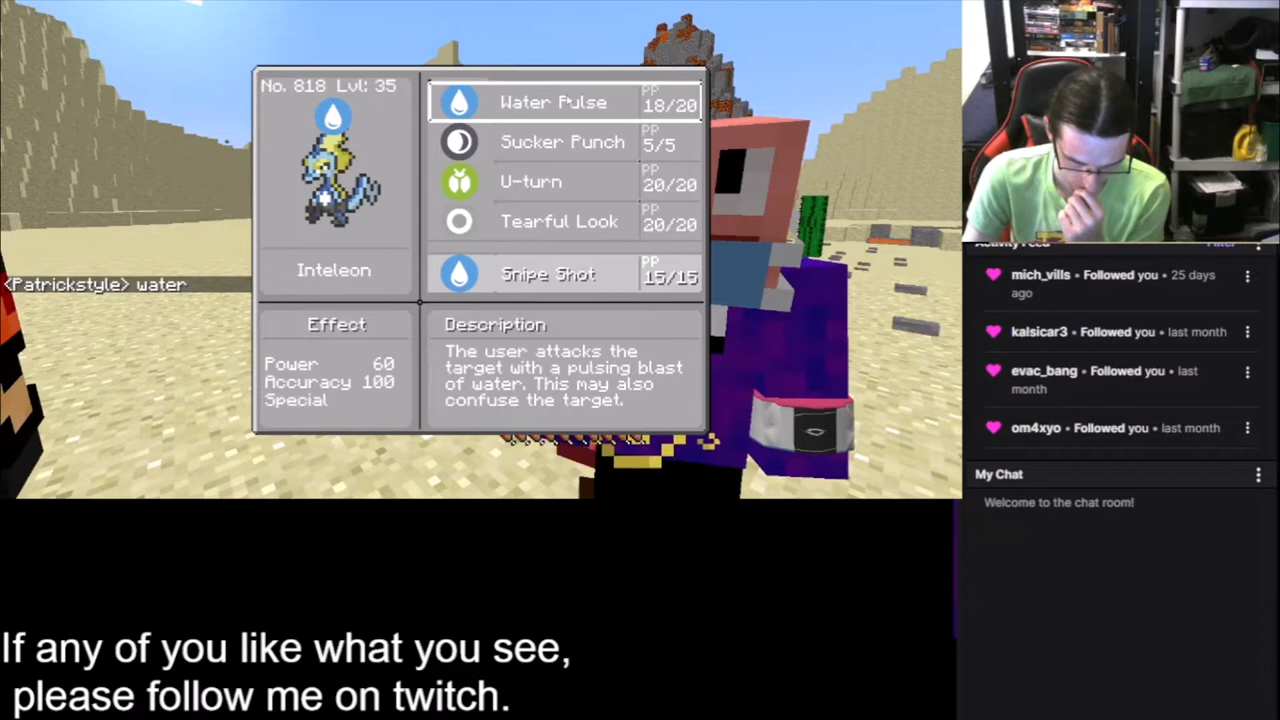 No. 818 Lvl: 35
Inteleon
Water Pulse
PP
18/20
Sucker Punch
PP
5/5
U-turn
PP
20/20
Tearful Look
PP
20/20
Snipe Shot
PP
15/15
<Patrickstyle> water
Effect
Power 60
Accuracy 100
Special
Description
The user attacks the
target with a pulsing blast
of water. This may also
confuse the target.
Activity Feed
Filter
mich_vills • Followed you • 25 days
ago
kalsicar3 • Followed you • last month
evac_bang • Followed you • last
month
om4xyo • Followed you • last month
My Chat
Welcome to the chat room!
If any of you like what you see,
please follow me on twitch.